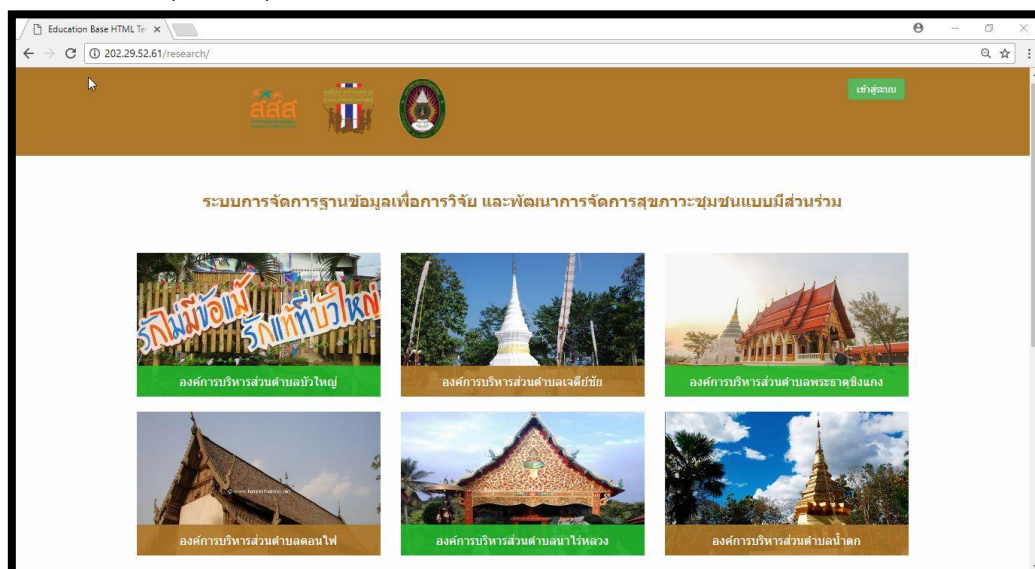 Education Base HTML Te
202.29.52.61/research/
สสส
เข้าสู่ระบบ
ระบบการจัดการฐานข้อมูลเพื่อการวิจัย และพัฒนาการจัดการสุขภาวะชุมชนแบบมีส่วนร่วม
รักไม่มีข้อแม้
รักแท้ที่บัวใหญ่
องค์การบริหารส่วนตำบลบัวใหญ่
องค์การบริหารส่วนตำบลเจดีย์ชัย
องค์การบริหารส่วนตำบลพระธาตุขิงแกง
องค์การบริหารส่วนตำบลตอนไฟ
องค์การบริหารส่วนตำบลนาไร่หลวง
องค์การบริหารส่วนตำบลน้ำตก